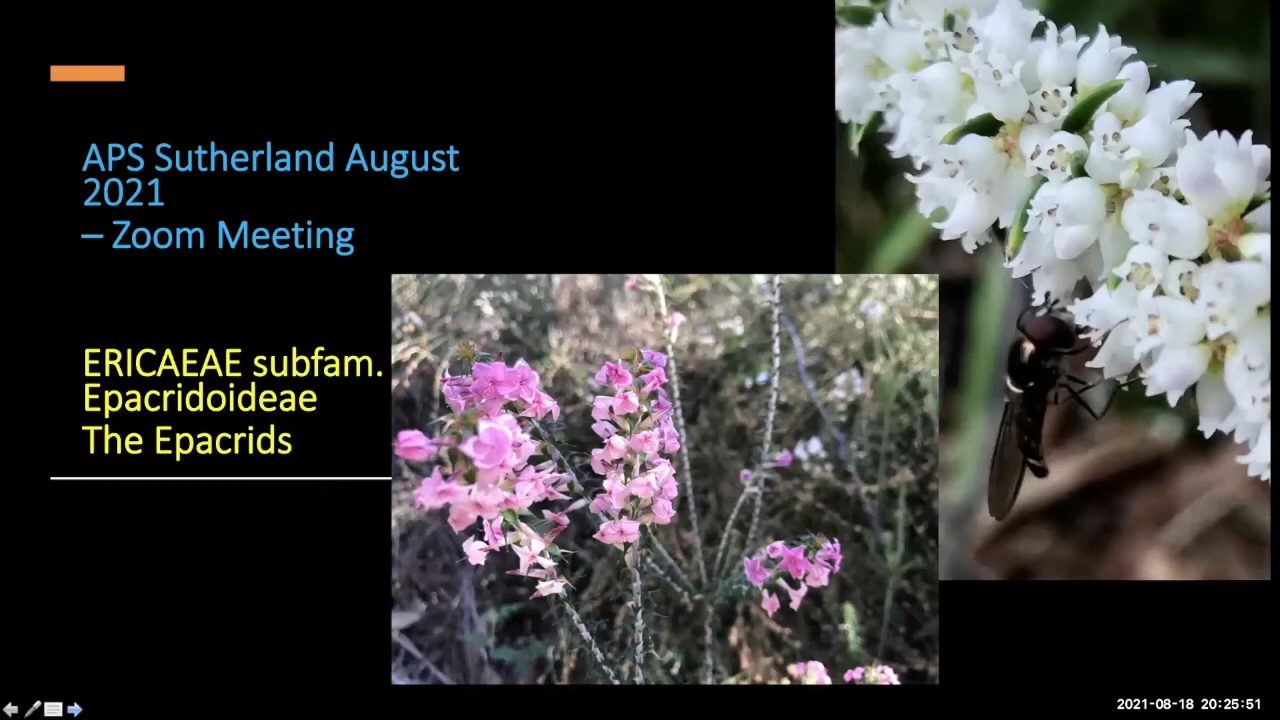 APS Sutherland August
2021
– Zoom Meeting
ERICAEAE subfam.
Epacridoideae
The Epacrids
2021-08-18 20:25:51